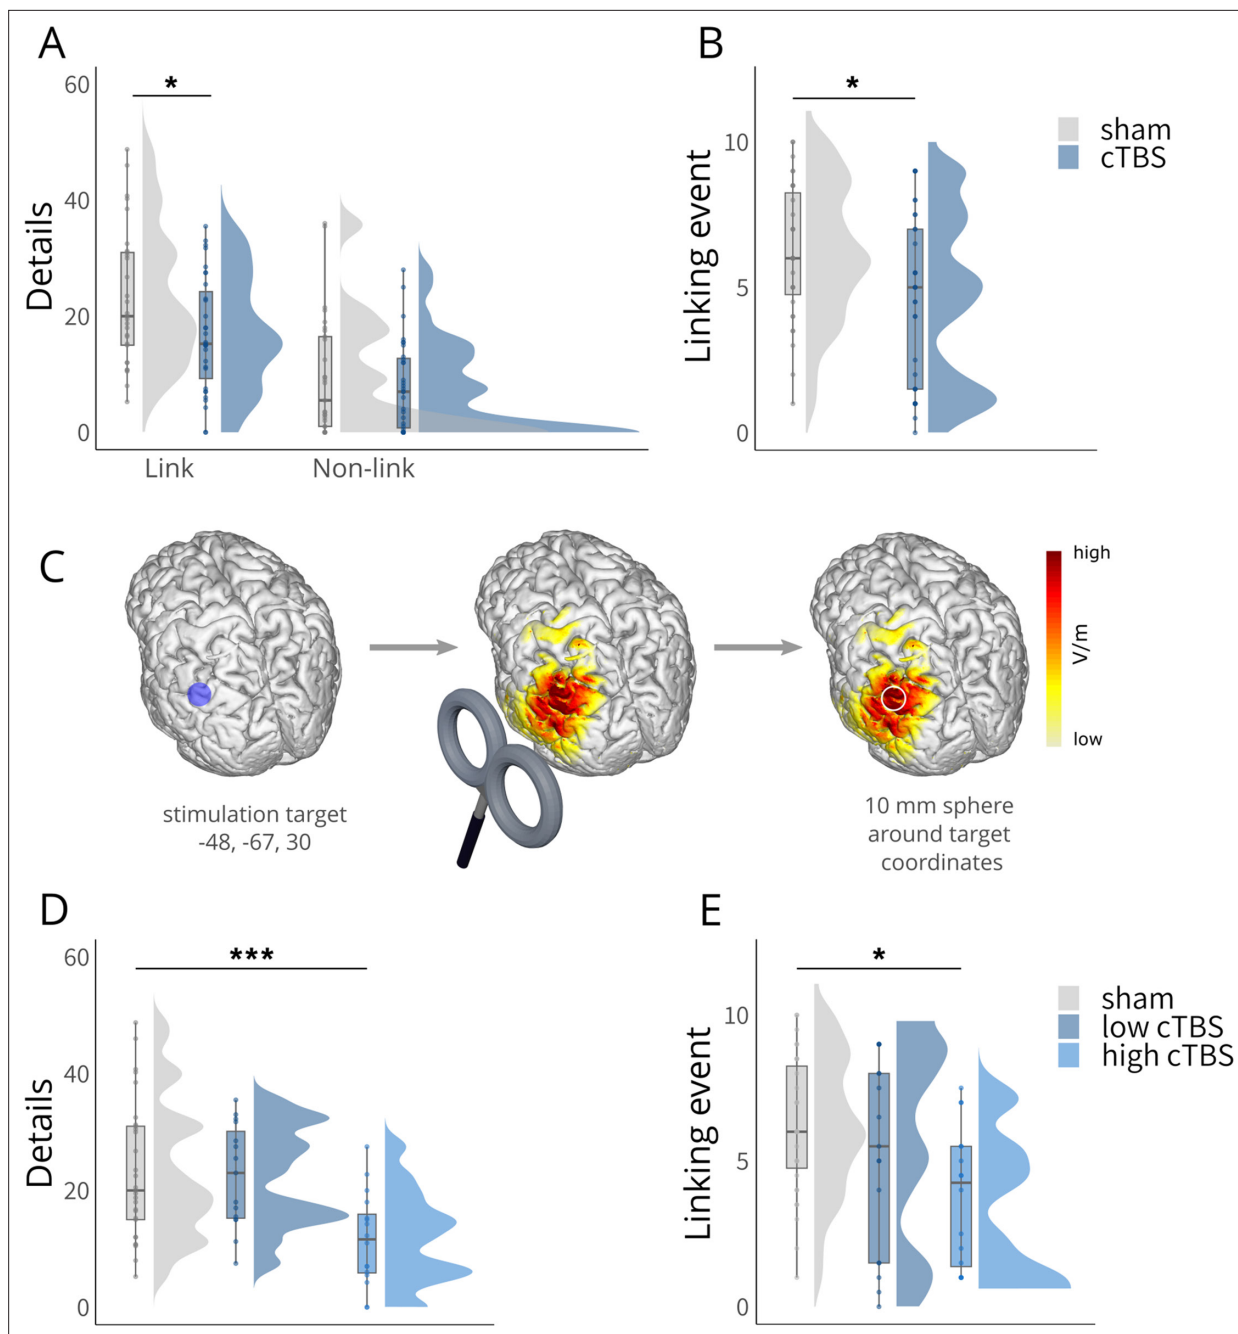 A
B
60
40
20
0
Details
*
Link
Non-link
10
5
0
Linking event
*
sham
cTBS
C
stimulation target
-48, -67, 30
10 mm sphere
around target
coordinates
high
V/m
low
D
E
60
40
20
0
Details
***
10
5
0
Linking event
*
sham
low cTBS
high cTBS